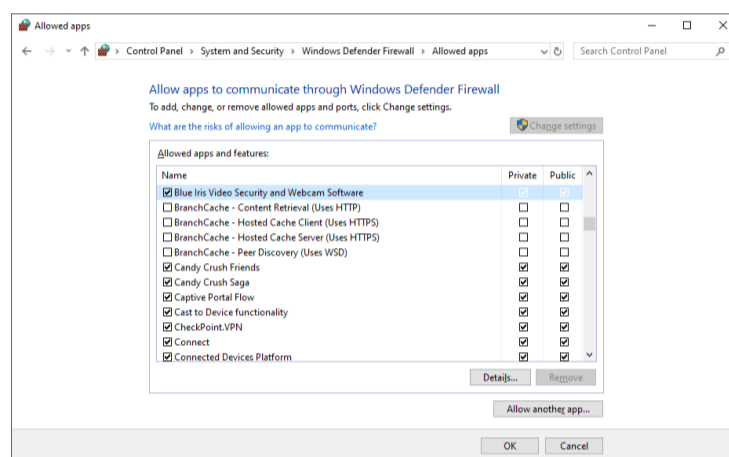 Allowed apps
Control Panel > System and Security > Windows Defender Firewall > Allowed apps
Search Control Panel
Allow apps to communicate through Windows Defender Firewall
To add, change, or remove allowed apps and ports, click Change settings.
What are the risks of allowing an app to communicate?
Change settings
Allowed apps and features:
Name Private Public
Blue Iris Video Security and Webcam Software
BranchCache - Content Retrieval (Uses HTTP)
BranchCache - Hosted Cache Client (Uses HTTPS)
BranchCache - Hosted Cache Server (Uses HTTPS)
BranchCache - Peer Discovery (Uses WSD)
Candy Crush Friends
Candy Crush Saga
Captive Portal Flow
Cast to Device functionality
CheckPoint.VPN
Connect
Connected Devices Platform
Details... Remove
Allow another app...
OK Cancel